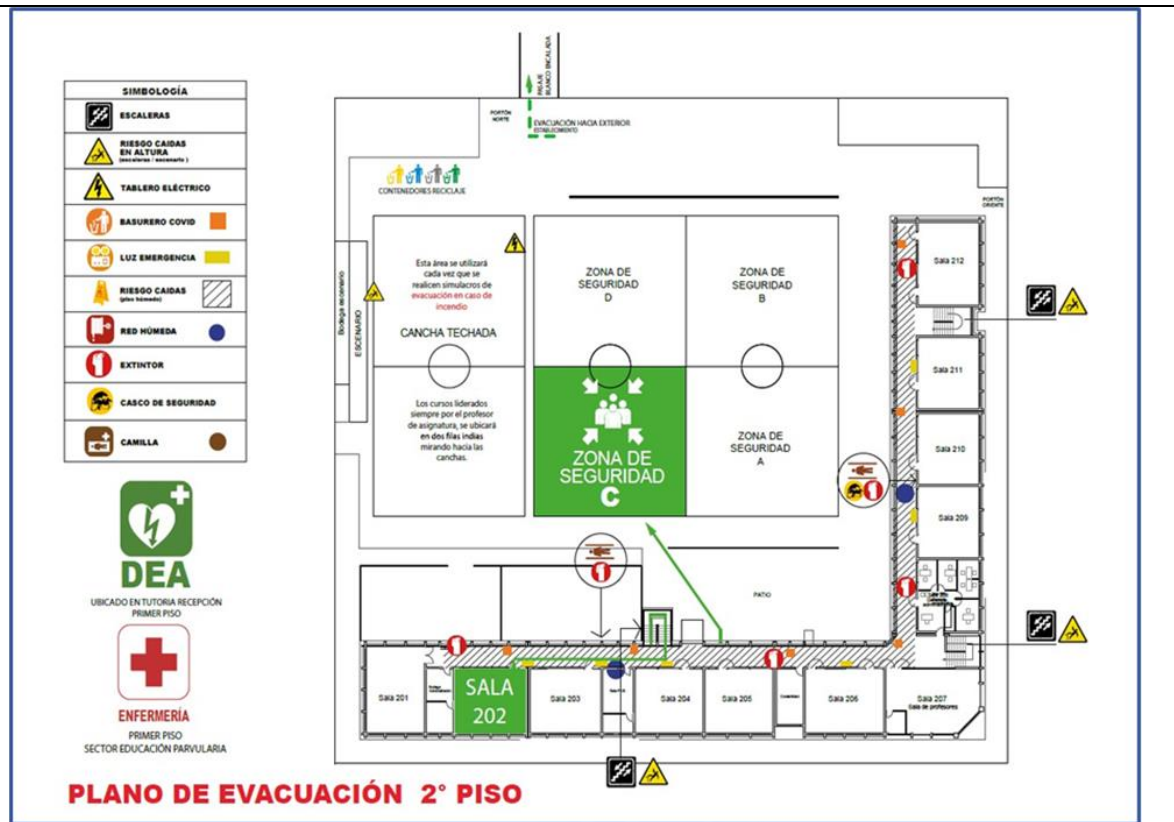 SIMBOLOGÍA
ESCALERAS
RIESGO CAIDAS
EN ALTURA
(escaleras / escenario )
TABLERO ELÉCTRICO
BASURERO COVID
LUZ EMERGENCIA
RIESGO CAIDAS
(piso húmedo)
RED HÚMEDA
EXTINTOR
CASCO DE SEGURIDAD
CAMILLA
DEA
UBICADO EN TUTORIA RECEPCIÓN
PRIMER PISO
ENFERMERÍA
PRIMER PISO
SECTOR EDUCACIÓN PARVULARIA
PLANO DE EVACUACIÓN 2° PISO
PASAJE
BLANCO ENCALADA
PORTÓN
NORTE
EVACUACIÓN HACIA EXTERIOR
ESTABLECIMIENTO
CONTENEDORES RECICLAJE
PORTÓN
ORIENTE
Bodega escenario
ESCENARIO
Esta área se utilizará
cada vez que se
realicen simulacros de
evacuación en caso de
incendio
CANCHA TECHADA
Los cursos liderados
siempre por el profesor
de asignatura, se ubicará
en dos filas indias
mirando hacia las
canchas.
ZONA DE
SEGURIDAD
D
ZONA DE
SEGURIDAD
B
ZONA DE
SEGURIDAD
C
ZONA DE
SEGURIDAD
A
PATIO
Sala 212
Sala 211
Sala 210
Sala 209
Sala 201
SALA
202
Sala 203
Sala 204
Sala 205
Sala 206
Sala 207
Sala de profesores